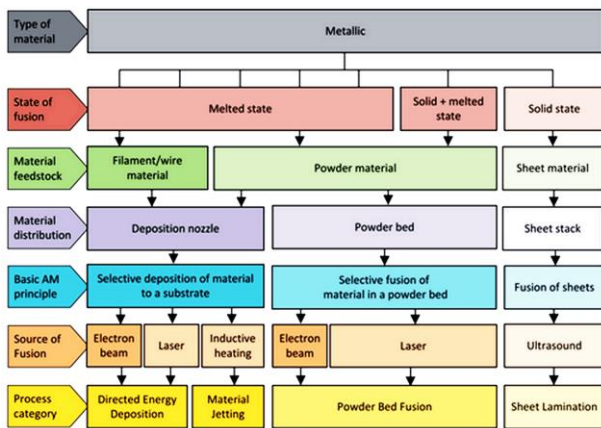 Type of
material
Metallic
State of
fusion
Melted state
Solid + melted
state
Solid state
Material
feedstock
Filament/wire
material
Powder material
Sheet material
Material
distribution
Deposition nozzle
Powder bed
Sheet stack
Basic AM
principle
Selective deposition of material
to a substrate
Selective fusion of
material in a powder bed
Fusion of sheets
Source of
Fusion
Electron
beam
Laser
Inductive
heating
Electron
beam
Laser
Ultrasound
Process
category
Directed Energy
Deposition
Material
Jetting
Powder Bed Fusion
Sheet Lamination